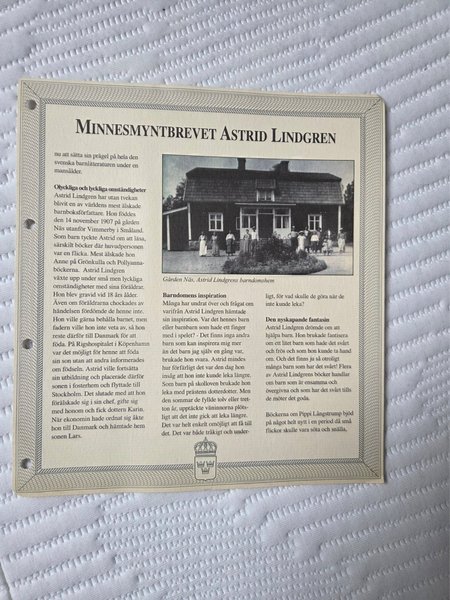 MINNESMYNTBREVET ASTRID LINDGREN
nu att sätta sin prägel på hela den
svenska barnlitteraturen under en
mansålder.
Olyckliga och lyckliga omständigheter
Astrid Lindgren har utan tvekan
blivit en av världens mest älskade
barnboksförfattare. Hon föddes
den 14 november 1907 på gården
Näs utanför Vimmerby i Småland.
Som barn tyckte Astrid om att läsa,
särskilt böcker där huvudpersonen
var en flicka. Mest älskade hon
Anne på Grönkulla och Pollyanna-
böckerna. Astrid Lindgren
växte upp under små men lyckliga
omständigheter med sina föräldrar.
Hon blev gravid vid 18 års ålder.
Även om föräldrarna chockades av
händelsen fördömde de henne inte.
Hon ville gärna behålla barnet, men
fadern ville hon inte veta av, så hon
reste därför till Danmark för att
föda. På Rigshospitalet i Köpenhamn
var det möjligt för henne att föda
sin son utan att andra informerades
om födseln. Astrid ville fortsätta
sin utbildning och placerade därför
sonen i fosterhem och flyttade till
Stockholm. Det slutade med att hon
förälskade sig i sin chef, gifte sig
med honom och fick dottern Karin.
När ekonomin hade ordnat sig åkte
hon till Danmark och hämtade hem
sonen Lars.
Gården Näs, Astrid Lindgrens barndomshem
Barndomens inspiration
Många har undrat över och frågat om
varifrån Astrid Lindgren hämtade
sin inspiration. Var det hennes barn
eller barnbarn som hade ett finger
med i spelet? - Det finns inga andra
barn som kan inspirera mig mer
än det barn jag själv en gång var,
brukade hon svara. Astrid mindes
hur förfärligt det var den dag hon
insåg att hon inte kunde leka längre.
Som barn på skolloven brukade hon
leka med prästens dotterdotter. Men
den sommar de fyllde tolv eller tret-
ton år, upptäckte väninnorna plöts-
ligt att det inte gick att leka längre.
Det var helt enkelt omöjligt att få till
det. Det var både tråkigt och under-
ligt, för vad skulle de göra när de
inte kunde leka?
Den nyskapande fantasin
Astrid Lindgren drömde om att
hjälpa barn. Hon brukade fantisera
om ett litet barn som hade det svårt
och frös och som hon kunde ta hand
om. Och det finns ju så otroligt
många barn som har det svårt! Flera
av Astrid Lindgrens böcker handlar
om barn som är ensamma och
övergivna och som har det svårt tills
de möter det goda.
Böckerna om Pippi Långstrump bjöd
på något helt nytt i en period då små
flickor skulle vara söta och snälla,